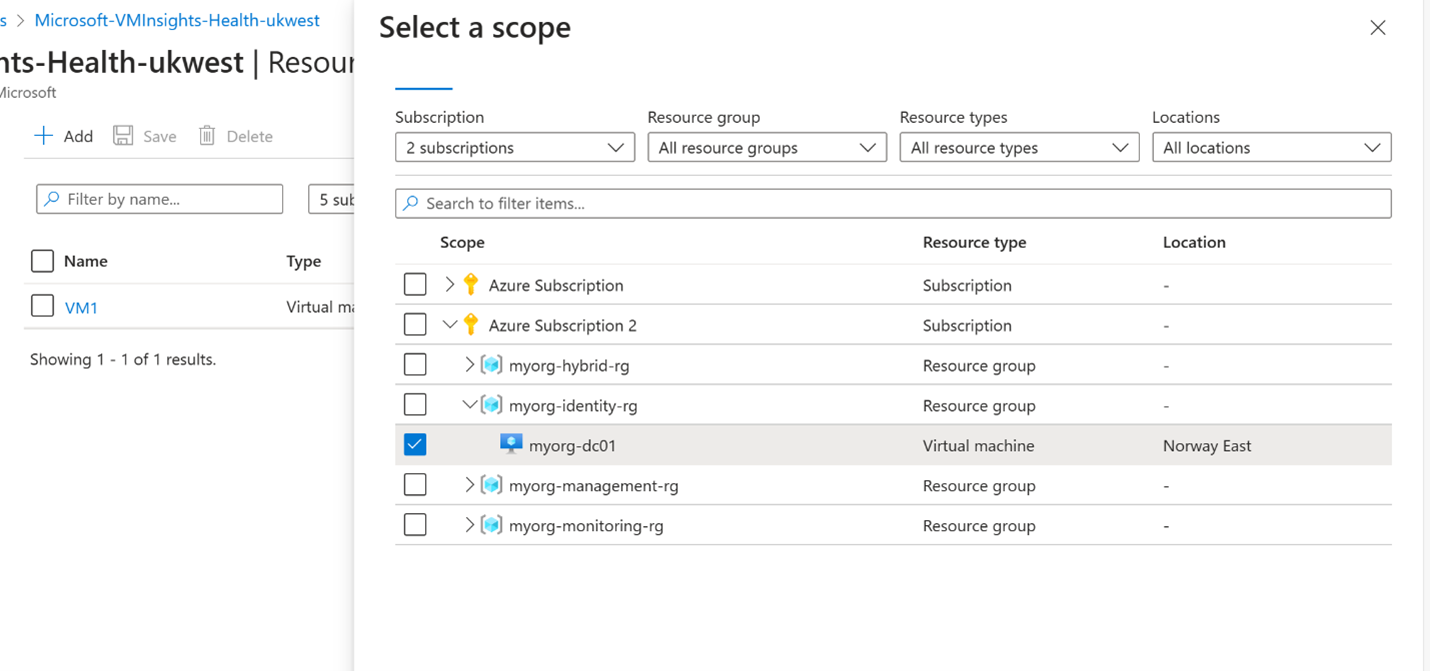 s > Microsoft-VMInsights-Health-ukwest
nts-Health-ukwest | Resour
Microsoft
Add Save Delete
Filter by name...
5 sub
Name Type
VM1 Virtual ma
Showing 1 - 1 of 1 results.
Select a scope
Subscription Resource group Resource types Locations
2 subscriptions All resource groups All resource types All locations
Search to filter items...
Scope Resource type Location
Azure Subscription Subscription -
Azure Subscription 2 Subscription -
myorg-hybrid-rg Resource group -
myorg-identity-rg Resource group -
myorg-dc01 Virtual machine Norway East
myorg-management-rg Resource group -
myorg-monitoring-rg Resource group -